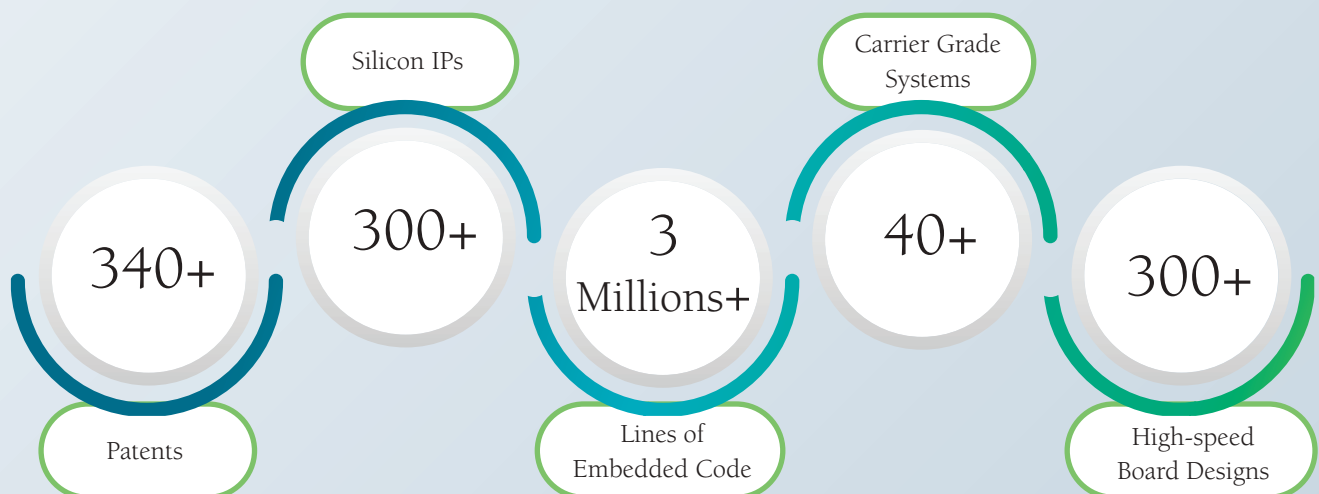 340+
Patents
Silicon IPs
300+
3
Millions+
Lines of
Embedded Code
Carrier Grade
Systems
40+
300+
High-speed
Board Designs